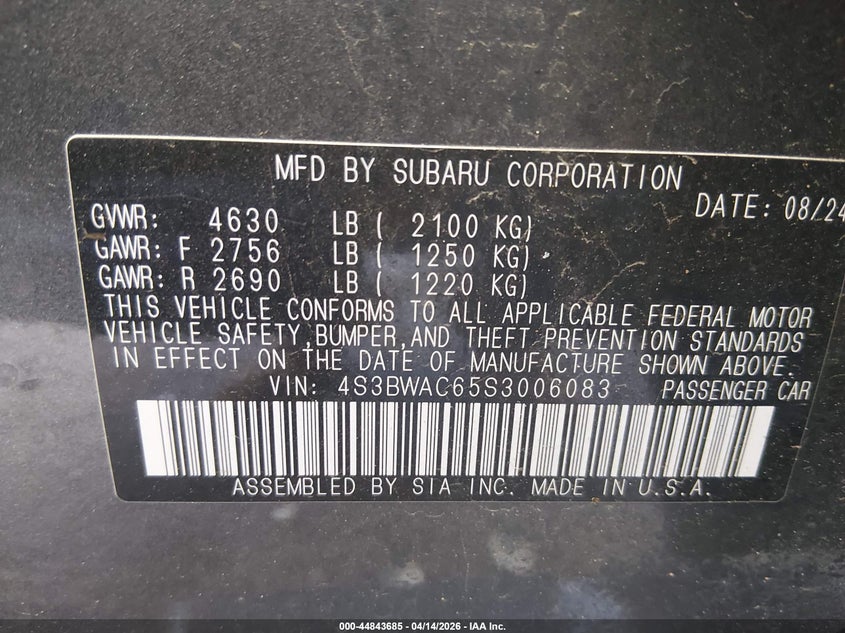 MFD BY SUBARU CORPORATION
DATE: 08/24
GVWR: 4630 LB ( 2100 KG)
GAWR: F 2756 LB ( 1250 KG)
GAWR: R 2690 LB ( 1220 KG)
THIS VEHICLE CONFORMS TO ALL APPLICABLE FEDERAL MOTOR
VEHICLE SAFETY,BUMPER,AND THEFT PREVENTION STANDARDS
IN EFFECT ON THE DATE OF MANUFACTURE SHOWN ABOVE.
VIN: 4S3BWAC65S3006083 PASSENGER CAR
ASSEMBLED BY SIA INC. MADE IN U.S.A.
000-44843685 - 04/14/2026 - IAA Inc.